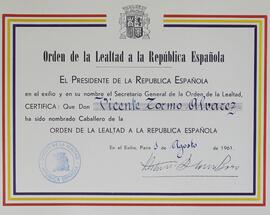 Orden de la Lealtad a la República Española
EL PRESIDENTE DE LA REPUBLICA ESPAÑOLA
en el exilio y en su nombre el Secretario General de la Orden de la Lealtad,
CERTIFICA: Que Don Vicente Tormo Alvarez
ha sido nombrado Caballero de la
ORDEN DE LA LEALTAD A LA REPUBLICA ESPAÑOLA
En el Exilio, Paris 3 Agosto de 1961.